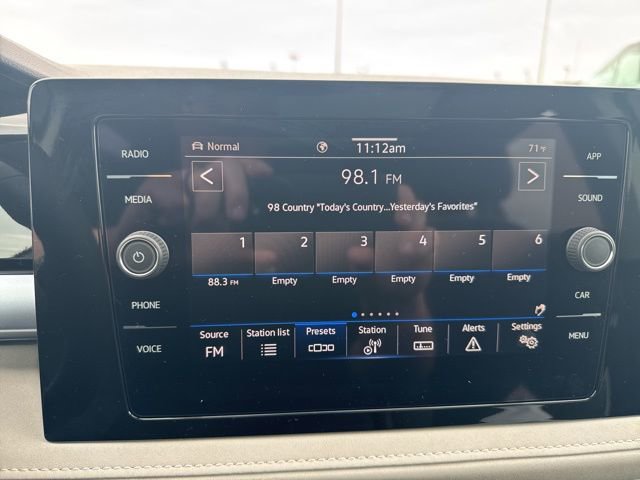 RADIO
MEDIA
PHONE
VOICE
Normal
11:12am
71°F
98.1 FM
98 Country "Today's Country...Yesterday's Favorites"
1 2 3 4 5 6
88.3 FM Empty Empty Empty Empty Empty
Source Station list Presets Station Tune Alerts Settings
FM
APP
SOUND
CAR
MENU